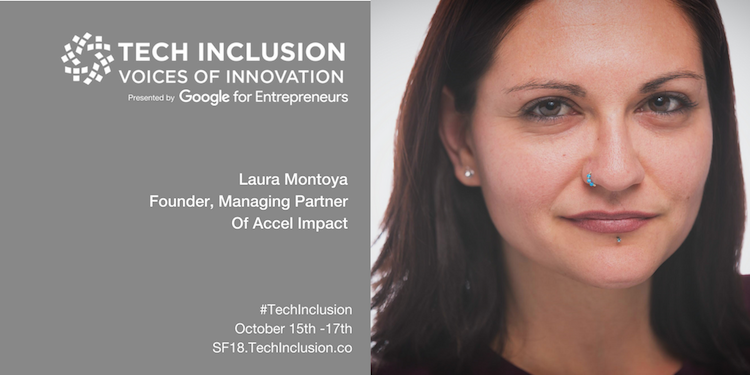 TECH INCLUSION
VOICES OF INNOVATION
Presented by Google for Entrepreneurs
Laura Montoya
Founder, Managing Partner
Of Accel Impact
#TechInclusion
October 15th -17th
SF18.TechInclusion.co